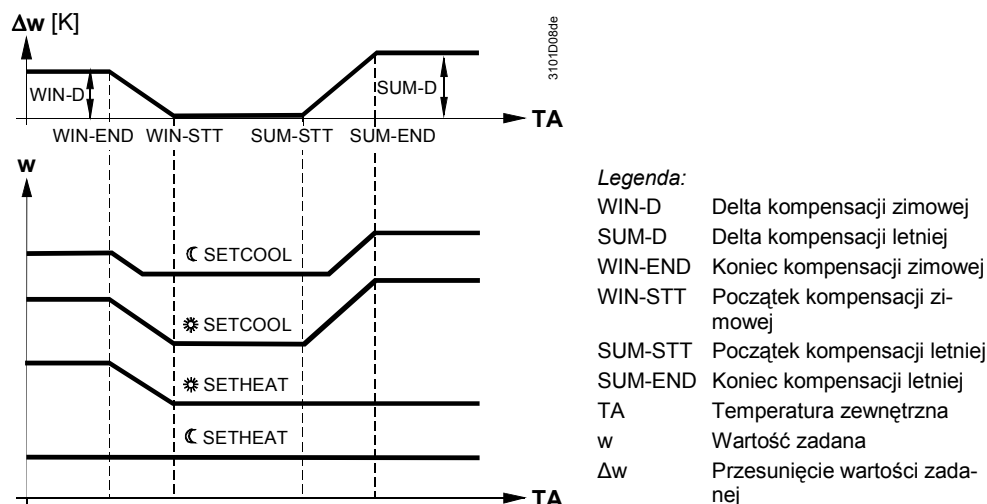 Δw [K]
3101D08de
WIN-D
SUM-D
TA
WIN-END WIN-STT SUM-STT SUM-END
w
☾ SETCOOL
☼ SETCOOL
☼ SETHEAT
☾ SETHEAT
TA
Legenda:
WIN-D Delta kompensacji zimowej
SUM-D Delta kompensacji letniej
WIN-END Koniec kompensacji zimowej
WIN-STT Początek kompensacji zi-
mowej
SUM-STT Początek kompensacji letniej
SUM-END Koniec kompensacji letniej
TA Temperatura zewnętrzna
w Wartość zadana
Δw Przesunięcie wartości zada-
nej